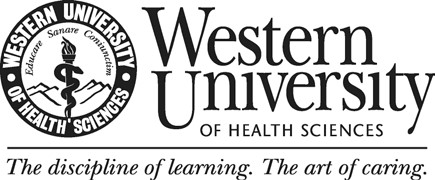 WESTERN UNIVERSITY
OF HEALTH SCIENCES
Educare Sanare Coniunctim
Western
University
OF HEALTH SCIENCES
The discipline of learning. The art of caring.